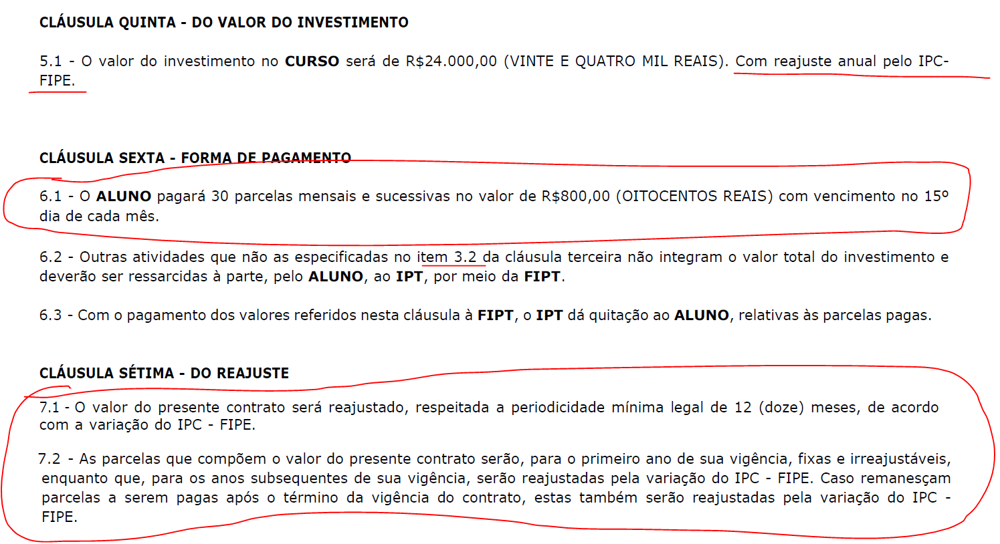 CLÁUSULA QUINTA - DO VALOR DO INVESTIMENTO
5.1 - O valor do investimento no CURSO será de R$24.000,00 (VINTE E QUATRO MIL REAIS). Com reajuste anual pelo IPC-
FIPE.
CLÁUSULA SEXTA - FORMA DE PAGAMENTO
6.1 - O ALUNO pagará 30 parcelas mensais e sucessivas no valor de R$800,00 (OITOCENTOS REAIS) com vencimento no 15º
dia de cada mês.
6.2 - Outras atividades que não as especificadas no item 3.2 da cláusula terceira não integram o valor total do investimento e
deverão ser ressarcidas à parte, pelo ALUNO, ao IPT, por meio da FIPT.
6.3 - Com o pagamento dos valores referidos nesta cláusula à FIPT, o IPT dá quitação ao ALUNO, relativas às parcelas pagas.
CLÁUSULA SÉTIMA - DO REAJUSTE
7.1 - O valor do presente contrato será reajustado, respeitada a periodicidade mínima legal de 12 (doze) meses, de acordo
com a variação do IPC - FIPE.
7.2 - As parcelas que compõem o valor do presente contrato serão, para o primeiro ano de sua vigência, fixas e irreajustáveis,
enquanto que, para os anos subsequentes de sua vigência, serão reajustadas pela variação do IPC - FIPE. Caso remanesçam
parcelas a serem pagas após o término da vigência do contrato, estas também serão reajustadas pela variação do IPC -
FIPE.